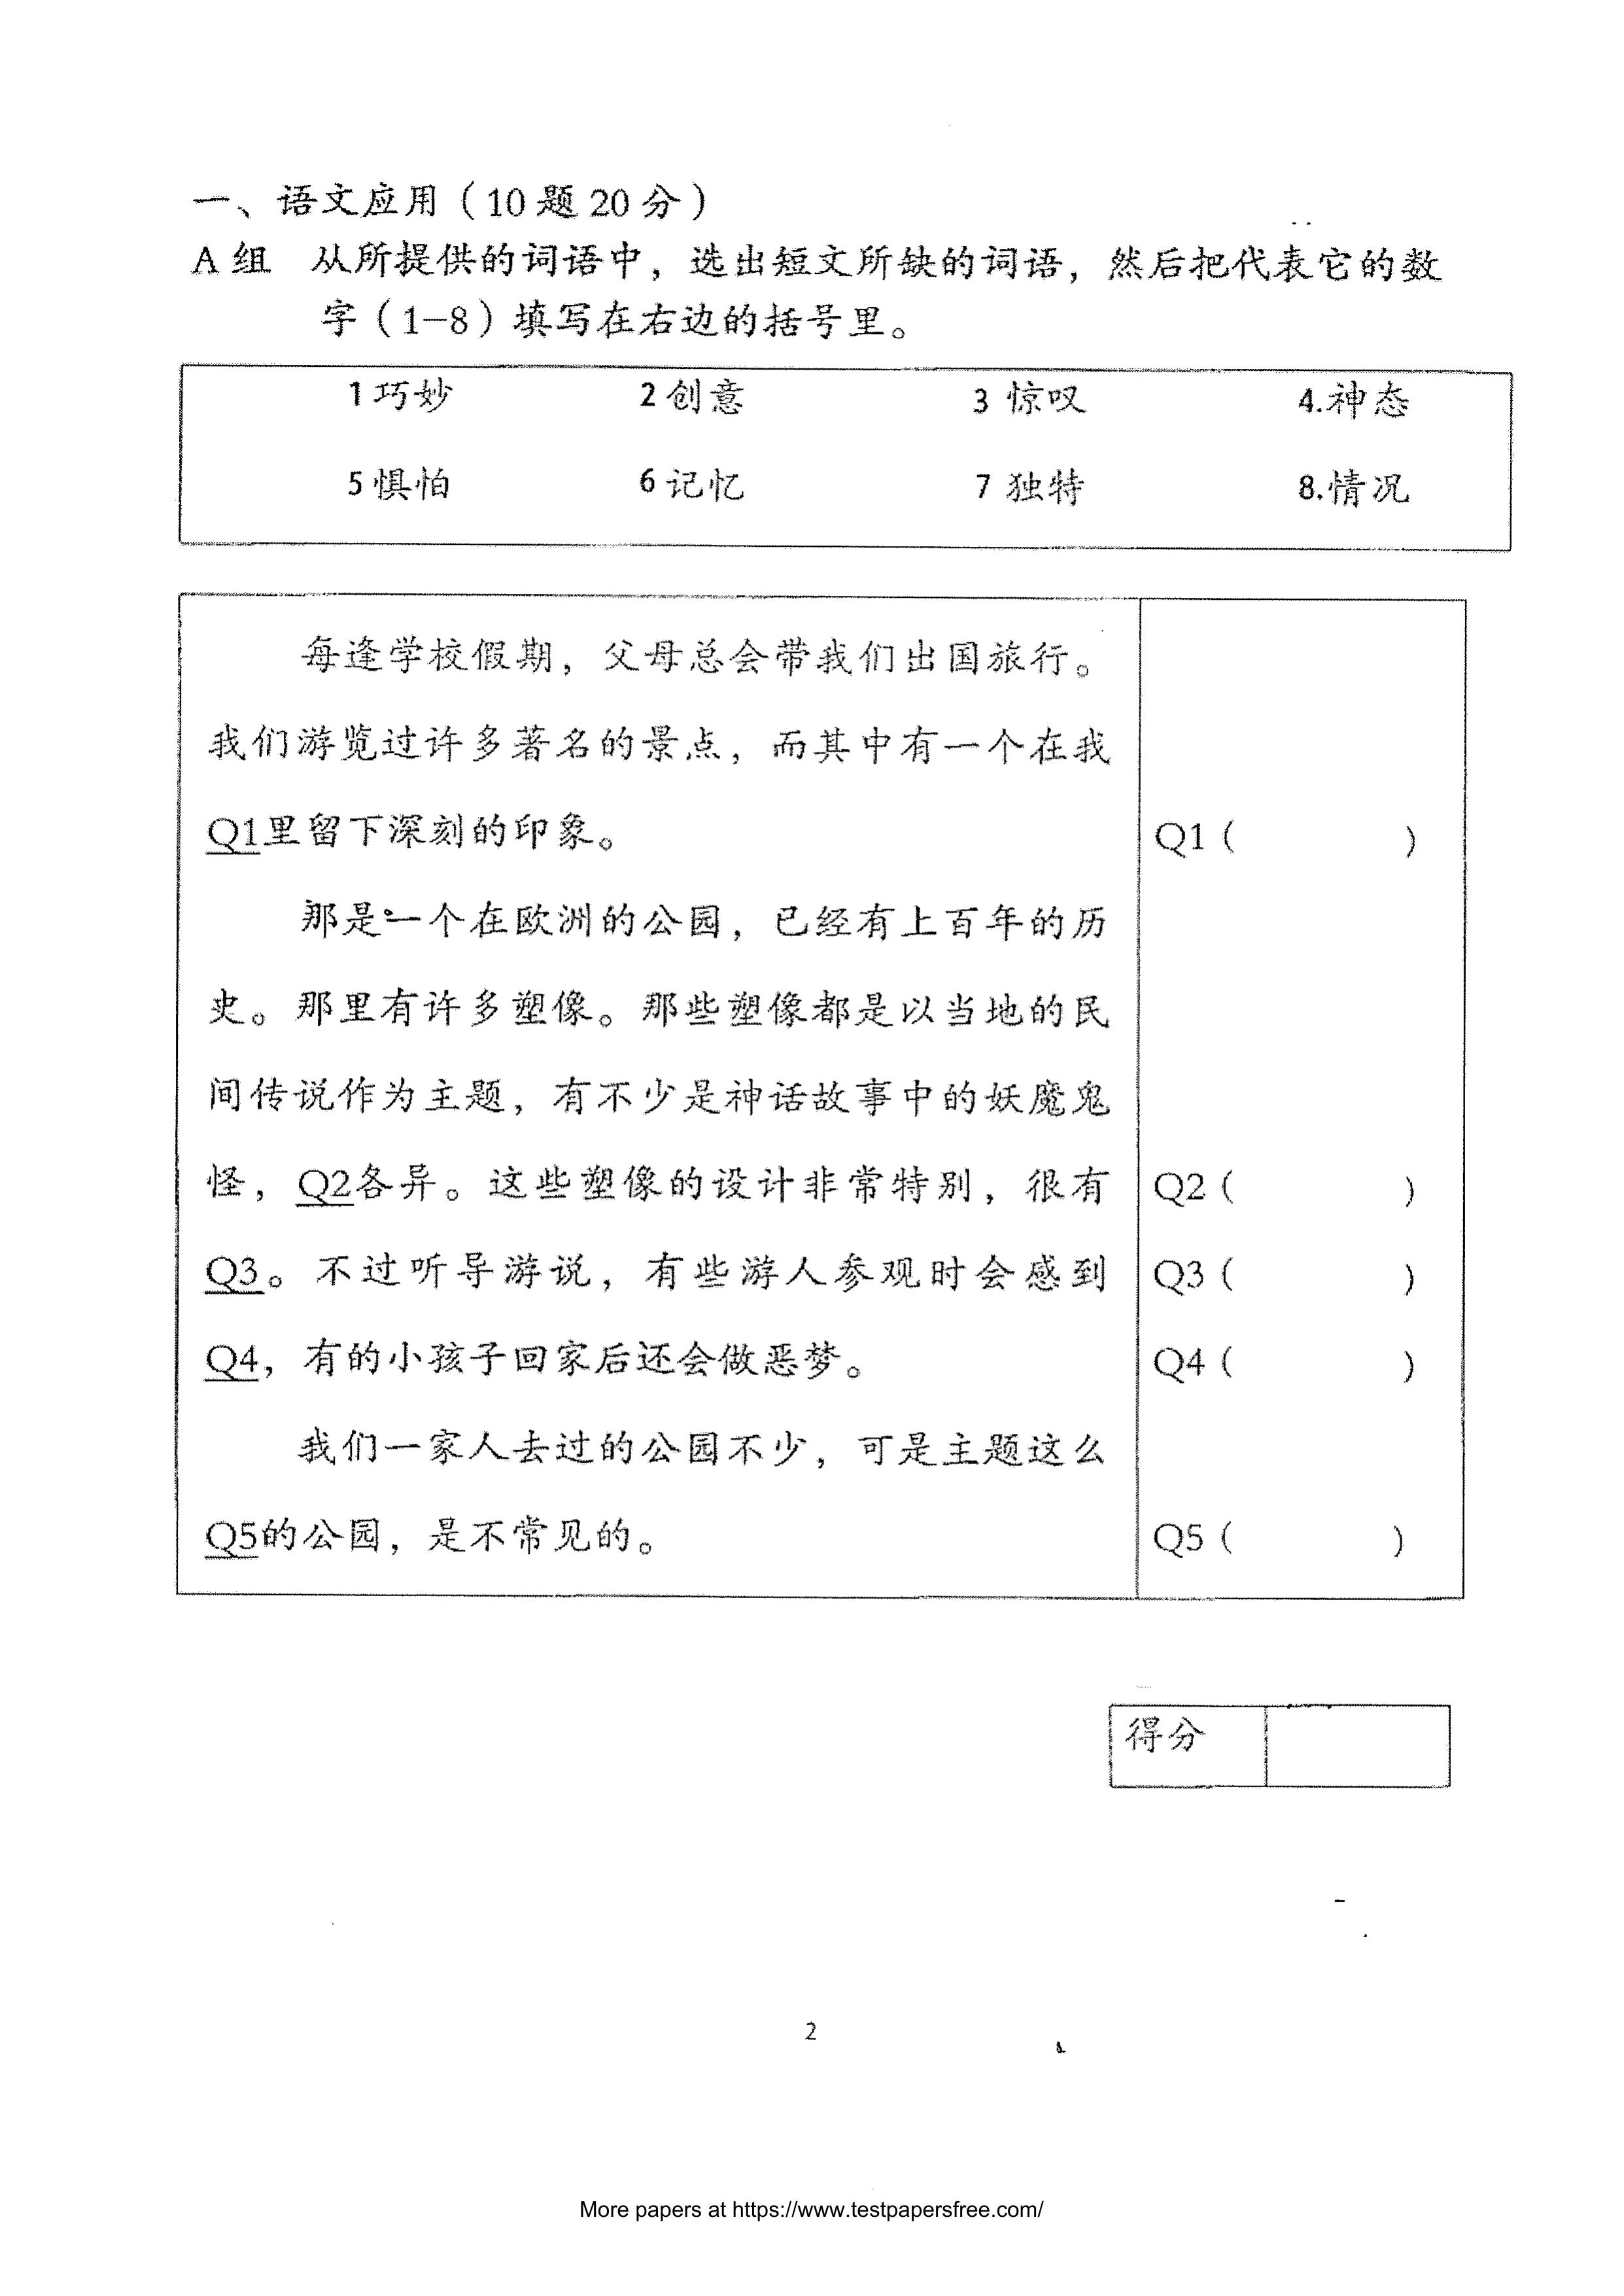 一、语文应用（10 题 20 分）
A 组 从所提供的词语中，选出短文所缺的词语，然后把代表它的数
字（1—8）填写在右边的括号里。
1 巧妙 2 创意 3 惊叹 4.神态
5 惧怕 6 记忆 7 独特 8.情况
每逢学校假期，父母总会带我们出国旅行。
我们游览过许多著名的景点，而其中有一个在我
Q1里留下深刻的印象。 Q1（ ）
那是一个在欧洲的公园，已经有上百年的历
史。那里有许多塑像。那些塑像都是以当地的民
间传说作为主题，有不少是神话故事中的妖魔鬼
怪，Q2各异。这些塑像的设计非常特别，很有 Q2（ ）
Q3。不过听导游说，有些游人参观时会感到 Q3（ ）
Q4，有的小孩子回家后还会做恶梦。 Q4（ ）
我们一家人去过的公园不少，可是主题这么
Q5的公园，是不常见的。 Q5（ ）
得分
2
More papers at https://www.testpapersfree.com/